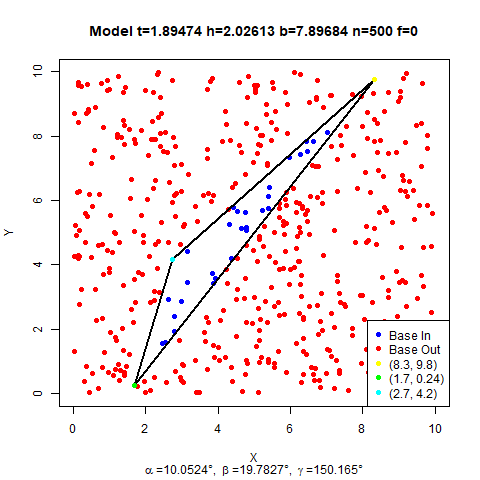 Model t=1.89474 h=2.02613 b=7.89684 n=500 f=0
10
8
6
4
2
0
Y
Base In
Base Out
(8.3, 9.8)
(1.7, 0.24)
(2.7, 4.2)
0 2 4 6 8 10
X
α=10.0524°, β=19.7827°, γ=150.165°